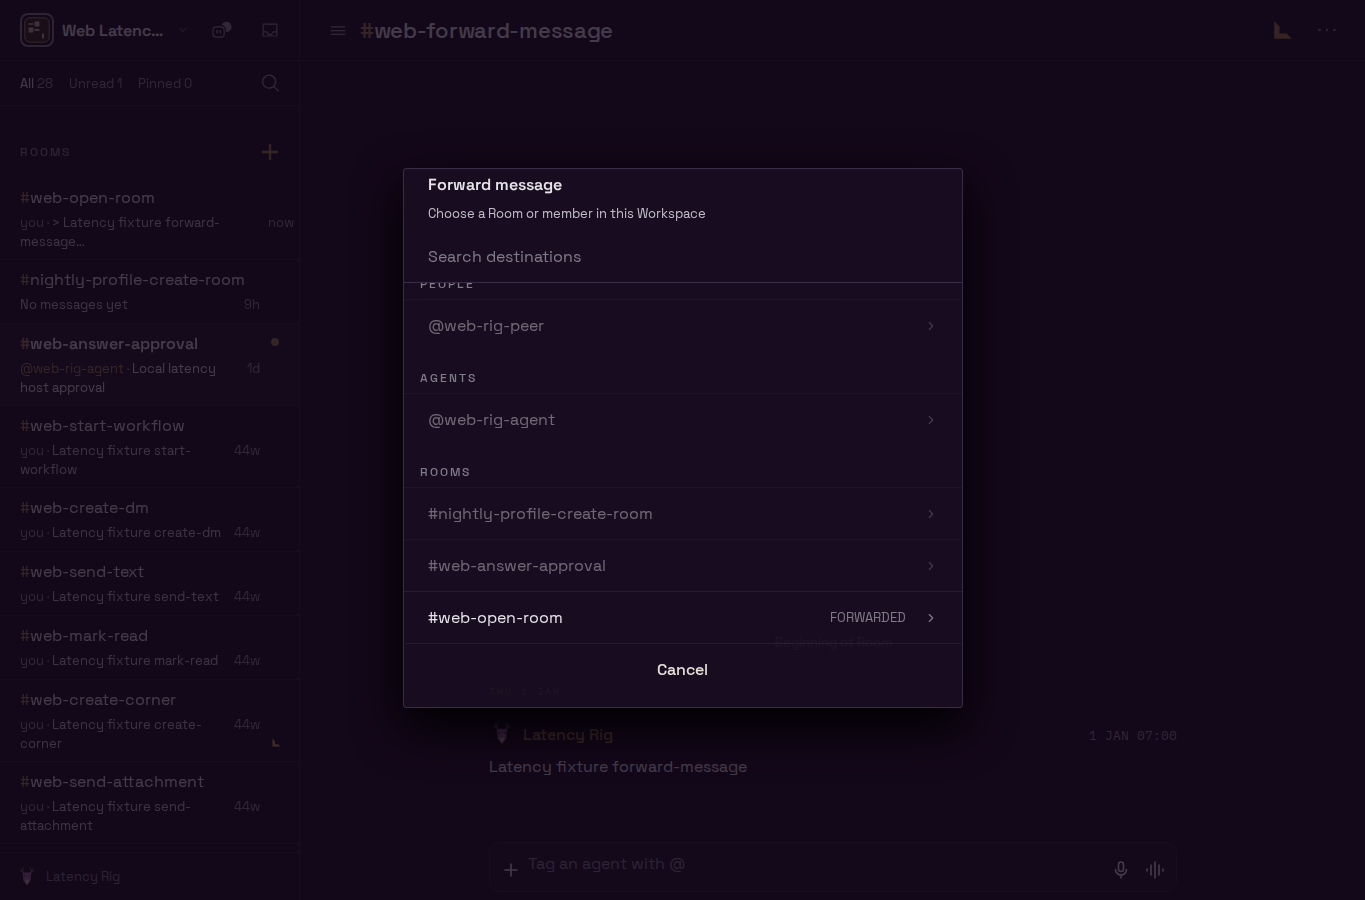 Web Latenc...
All 28 Unread 1 Pinned 0
ROOMS
#web-open-room
you · > Latency fixture forward- now
message...
#nightly-profile-create-room
No messages yet 9h
#web-answer-approval
@web-rig-agent · Local latency 1d
host approval
#web-start-workflow
you · Latency fixture start- 44w
workflow
#web-create-dm
you · Latency fixture create-dm 44w
#web-send-text
you · Latency fixture send-text 44w
#web-mark-read
you · Latency fixture mark-read 44w
#web-create-corner
you · Latency fixture create- 44w
corner
#web-send-attachment
you · Latency fixture send- 44w
attachment
Latency Rig
#web-forward-message
Forward message
Choose a Room or member in this Workspace
Search destinations
PEOPLE
@web-rig-peer
AGENTS
@web-rig-agent
ROOMS
#nightly-profile-create-room
#web-answer-approval
#web-open-room FORWARDED
Beginning of Room
Cancel
THU 1 JAN
Latency Rig 1 JAN 07:00
Latency fixture forward-message
Tag an agent with @